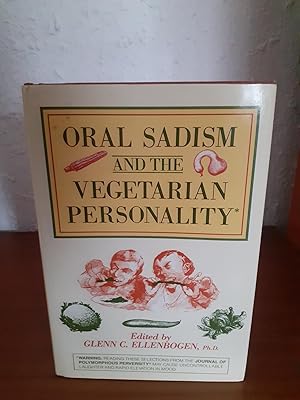 ORAL SADISM
AND THE
VEGETARIAN
PERSONALITY*
Edited by
GLENN C. ELLENBOGEN, Ph.D.
*WARNING: READING THESE SELECTIONS FROM THE JOURNAL OF
POLYMORPHOUS PERVERSITY* MAY CAUSE UNCONTROLLABLE
LAUGHTER AND RAPID ELEVATION IN MOOD.